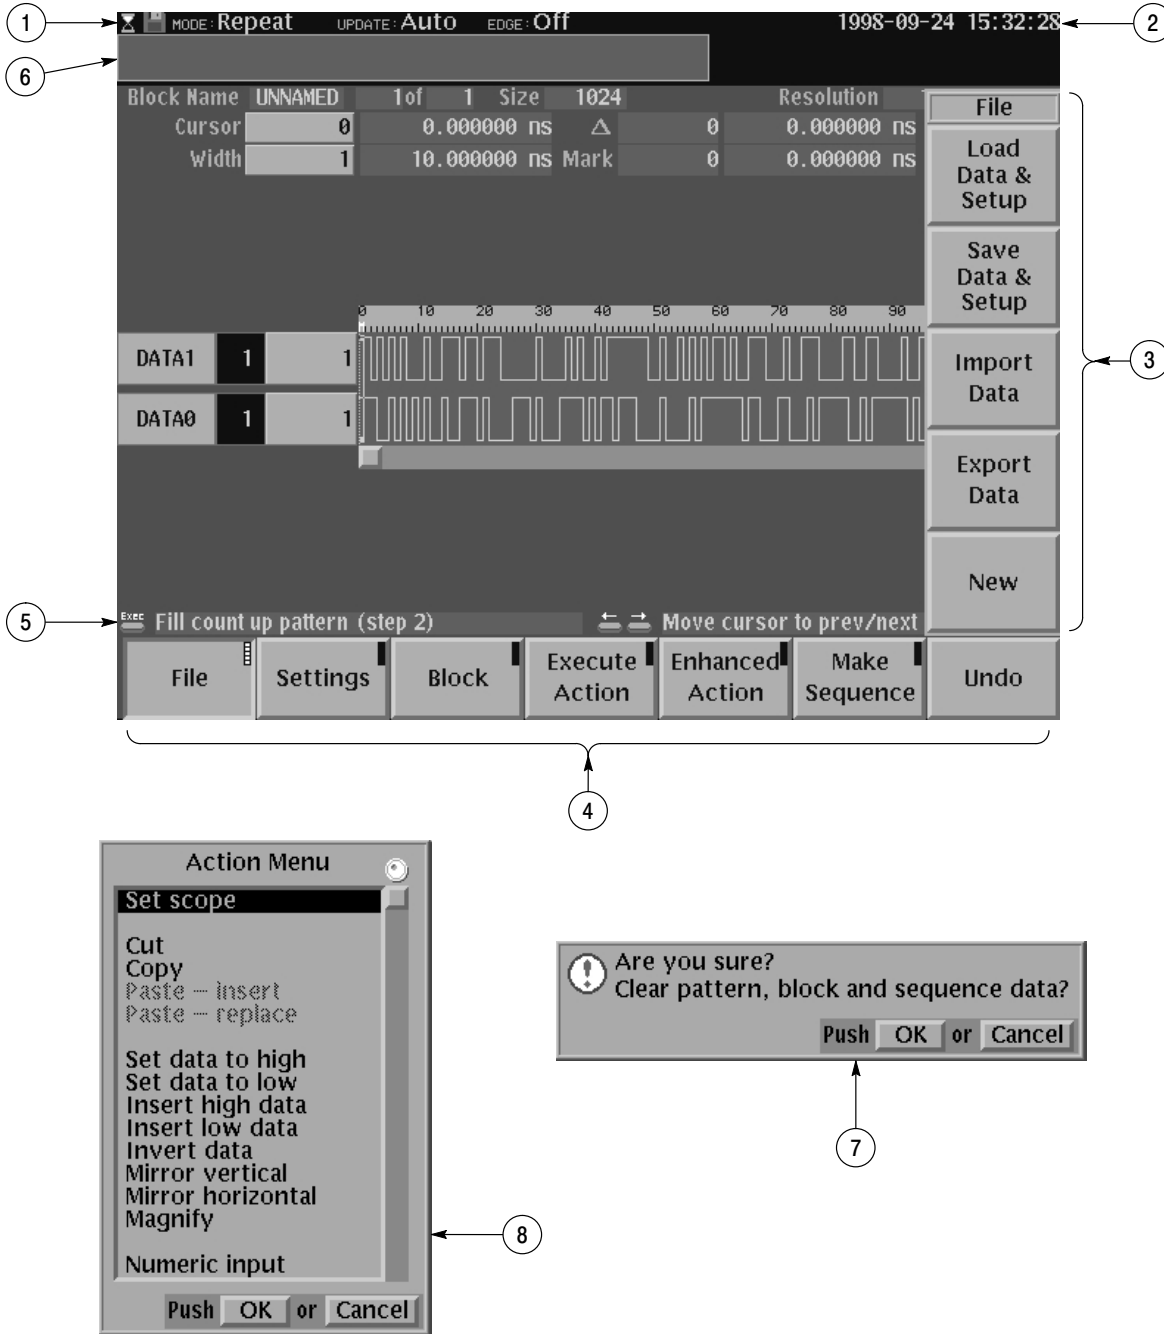 1
MODE: Repeat UPDATE: Auto EDGE: Off 1998-09-24 15:32:28
2
6
Block Name UNNAMED 1of 1 Size 1024 Resolution
Cursor 0 0.000000 ns Δ 0 0.000000 ns
Width 1 10.000000 ns Mark 0 0.000000 ns
File
Load
Data &
Setup
Save
Data &
Setup
Import
Data
Export
Data
New
3
0 10 20 30 40 50 60 70 80 90
DATA1 1 1
DATA0 1 1
5
Exec Fill count up pattern (step 2) ← → Move cursor to prev/next
File
Settings
Block
Execute
Action
Enhanced
Action
Make
Sequence
Undo
4
Action Menu
Set scope
Cut
Copy
Paste – insert
Paste – replace
Set data to high
Set data to low
Insert high data
Insert low data
Invert data
Mirror vertical
Mirror horizontal
Magnify
Numeric input
Push OK or Cancel
8
Are you sure?
Clear pattern, block and sequence data?
Push OK or Cancel
7